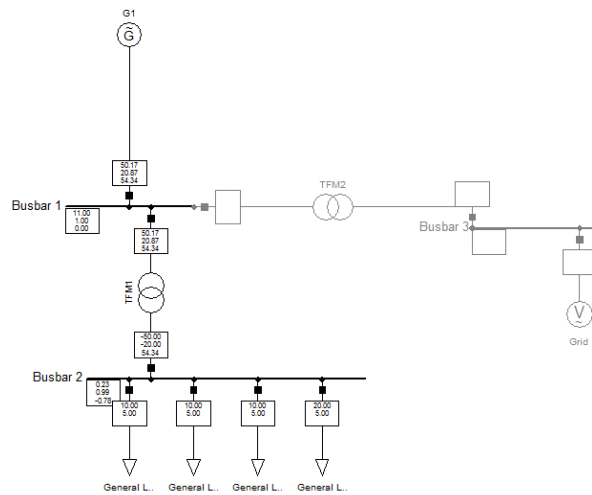 G1
G
50.17
20.87
54.34
TFM2
Busbar 1
11.00
1.00
0.00
50.17
20.87
54.34
Busbar 3
TFM1
V
Grid
-50.00
-20.00
54.34
Busbar 2
0.23
0.99
-0.78
10.00
5.00
10.00
5.00
10.00
5.00
20.00
5.00
General L..
General L..
General L..
General L..